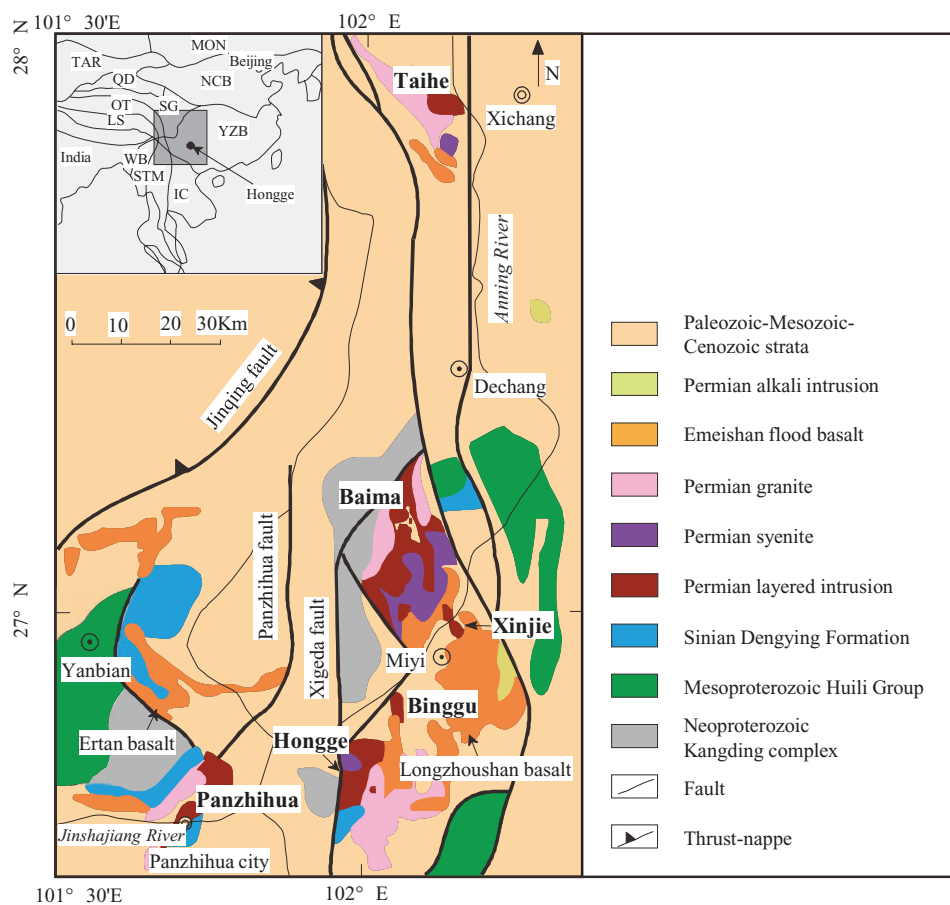 101° 30'E
102° E
28° N
MON
TAR
Beijing
QD
NCB
OT
SG
LS
YZB
India
WB
STM
IC
Hongge
Taihe
N
Xichang
Anning River
0 10 20 30Km
Jinqing fault
Dechang
Baima
Panzhihua fault
Xigeda fault
27° N
Xinjie
Yanbian
Miyi
Binggu
Ertan basalt
Hongge
Longzhoushan basalt
Panzhihua
Jinshajiang River
Panzhihua city
101° 30'E
102° E
Paleozoic-Mesozoic-
Cenozoic strata
Permian alkali intrusion
Emeishan flood basalt
Permian granite
Permian syenite
Permian layered intrusion
Sinian Dengying Formation
Mesoproterozoic Huili Group
Neoproterozoic
Kangding complex
Fault
Thrust-nappe